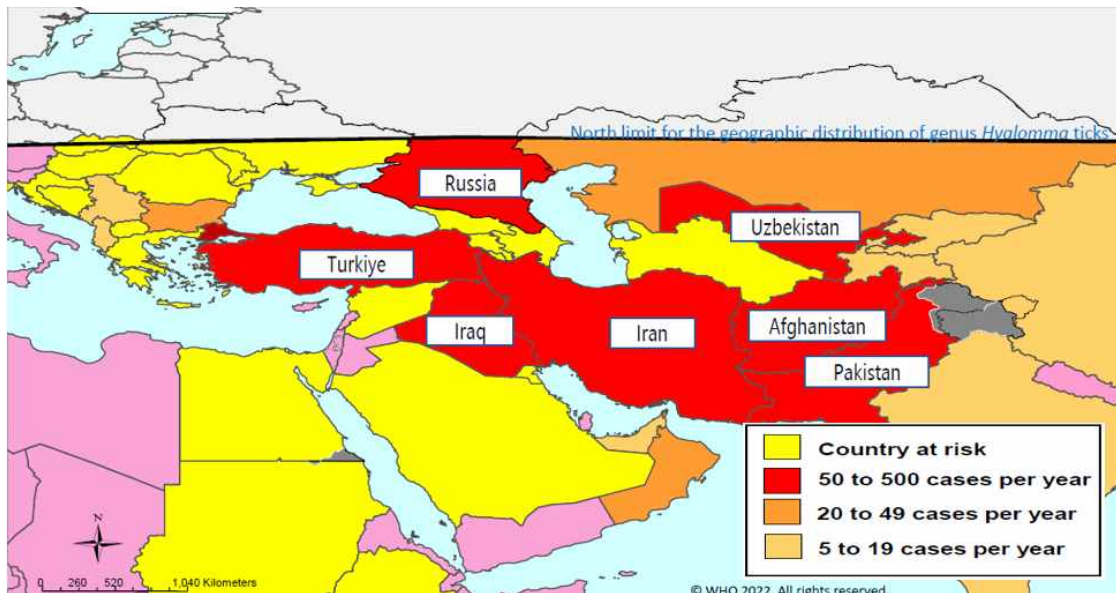 North limit for the geographic distribution of genus Hyalomma ticks
Russia
Uzbekistan
Turkiye
Iraq
Iran
Afghanistan
Pakistan
Country at risk
50 to 500 cases per year
20 to 49 cases per year
5 to 19 cases per year
N
0 260 520 1,040 Kilometers
© WHO 2022. All rights reserved